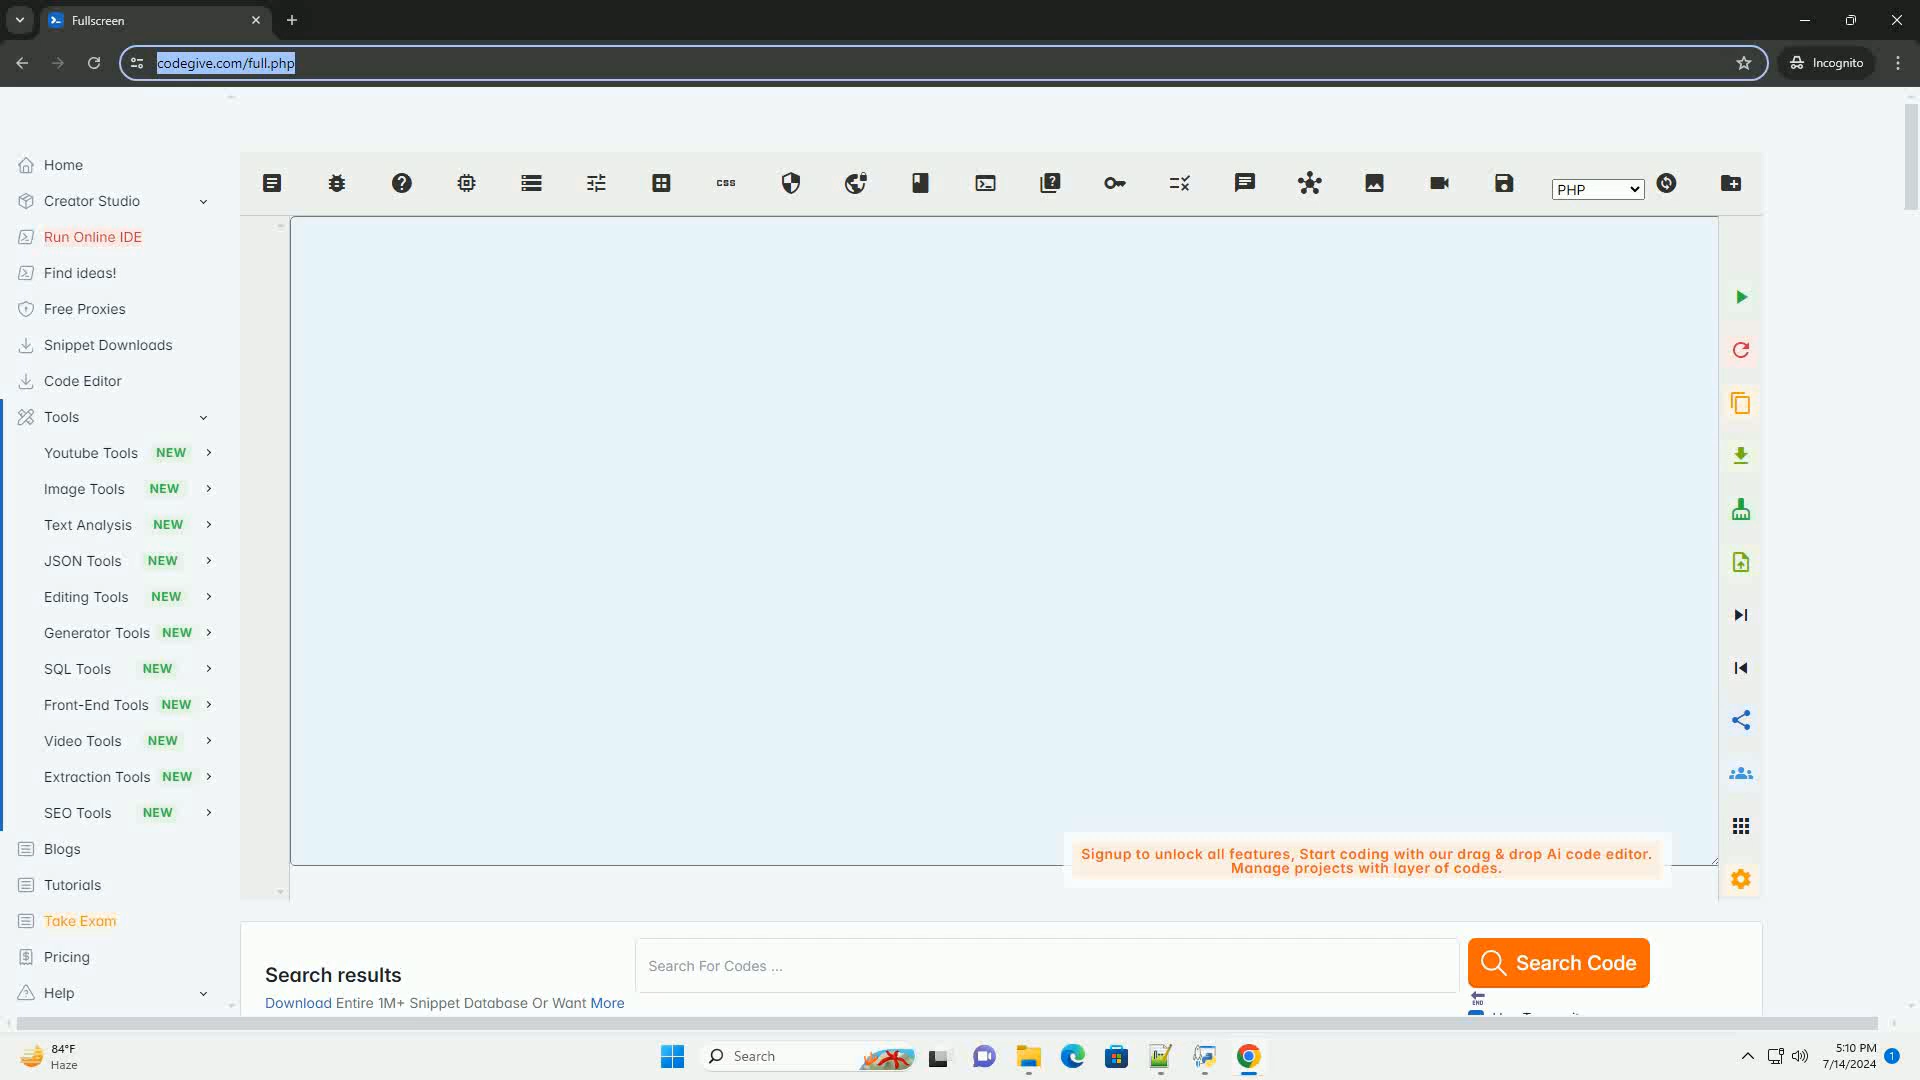 Fullscreen
codegive.com/full.php
Incognito
Home
Creator Studio
Run Online IDE
Find ideas!
Free Proxies
Snippet Downloads
Code Editor
Tools
Youtube Tools NEW
Image Tools NEW
Text Analysis NEW
JSON Tools NEW
Editing Tools NEW
Generator Tools NEW
SQL Tools NEW
Front-End Tools NEW
Video Tools NEW
Extraction Tools NEW
SEO Tools NEW
Blogs
Tutorials
Take Exam
Pricing
Help
css
PHP
Signup to unlock all features, Start coding with our drag & drop Ai code editor.
Manage projects with layer of codes.
Search results
Download Entire 1M+ Snippet Database Or Want More
Search For Codes ...
Search Code
END
84°F
Haze
Search
5:10 PM
7/14/2024
1